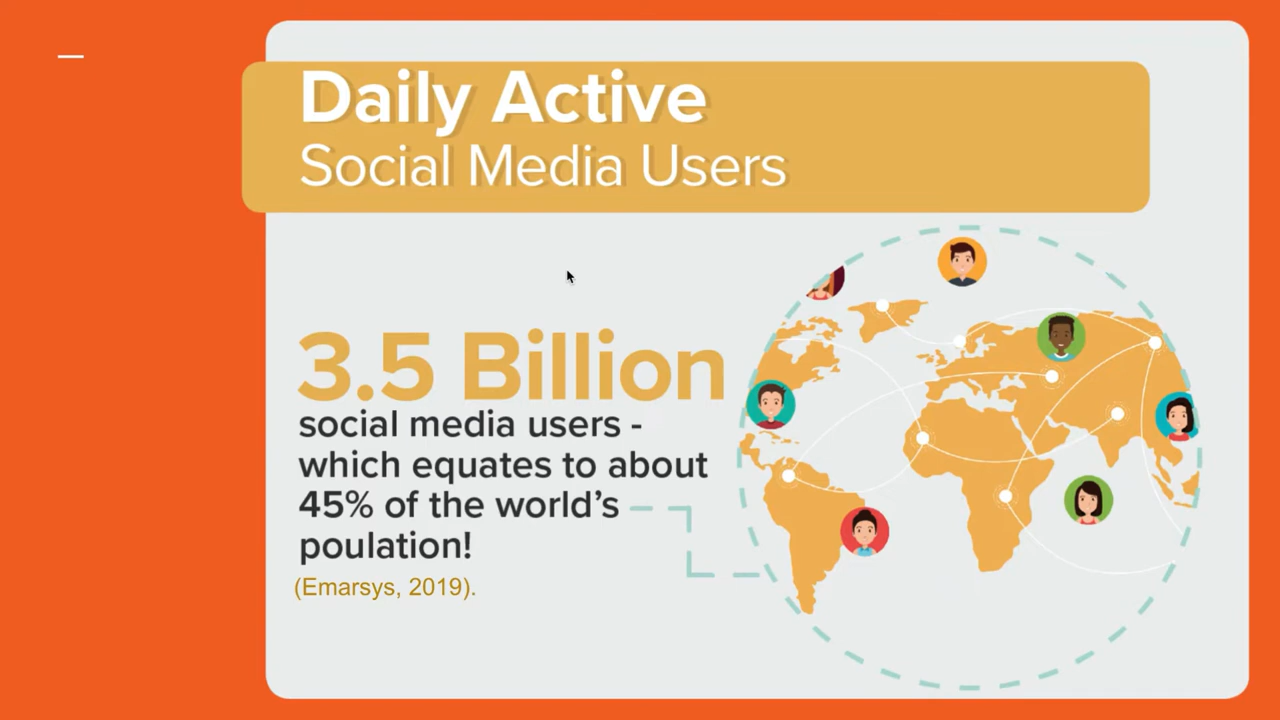 Daily Active
Social Media Users
3.5 Billion
social media users -
which equates to about
45% of the world’s
poulation!
(Emarsys, 2019).